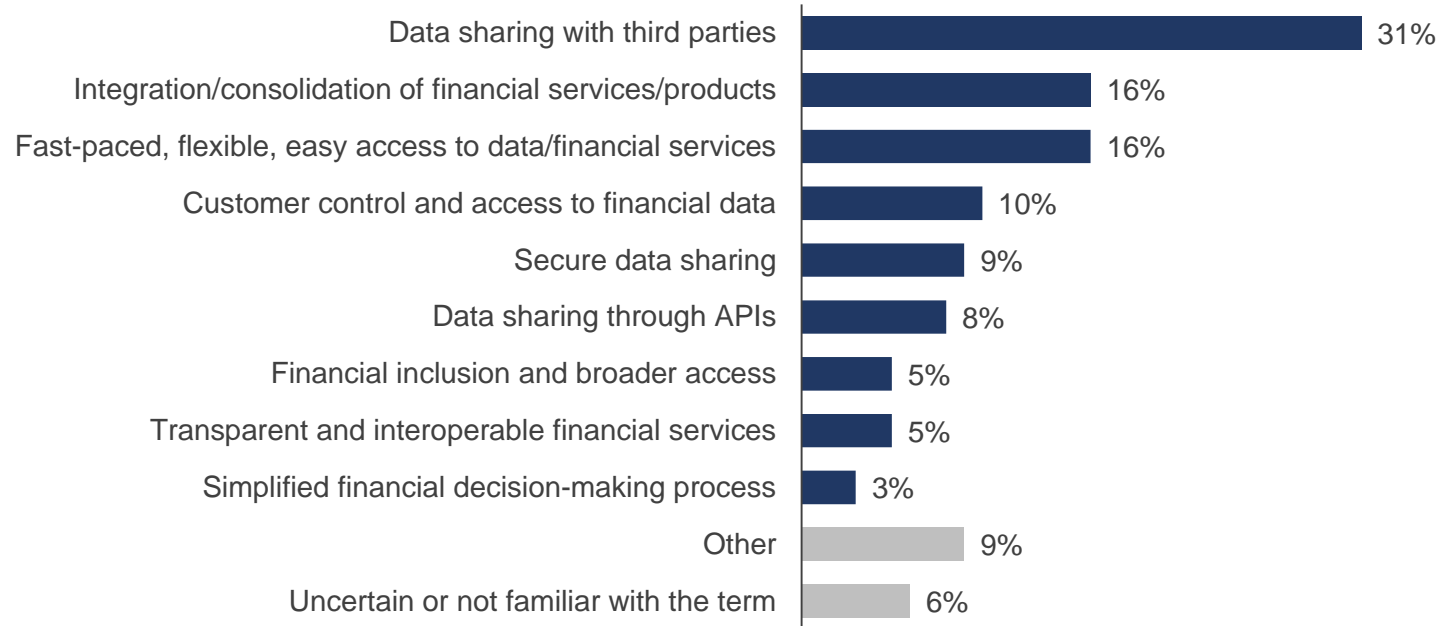 Data sharing with third parties 31%
Integration/consolidation of financial services/products 16%
Fast-paced, flexible, easy access to data/financial services 16%
Customer control and access to financial data 10%
Secure data sharing 9%
Data sharing through APIs 8%
Financial inclusion and broader access 5%
Transparent and interoperable financial services 5%
Simplified financial decision-making process 3%
Other 9%
Uncertain or not familiar with the term 6%